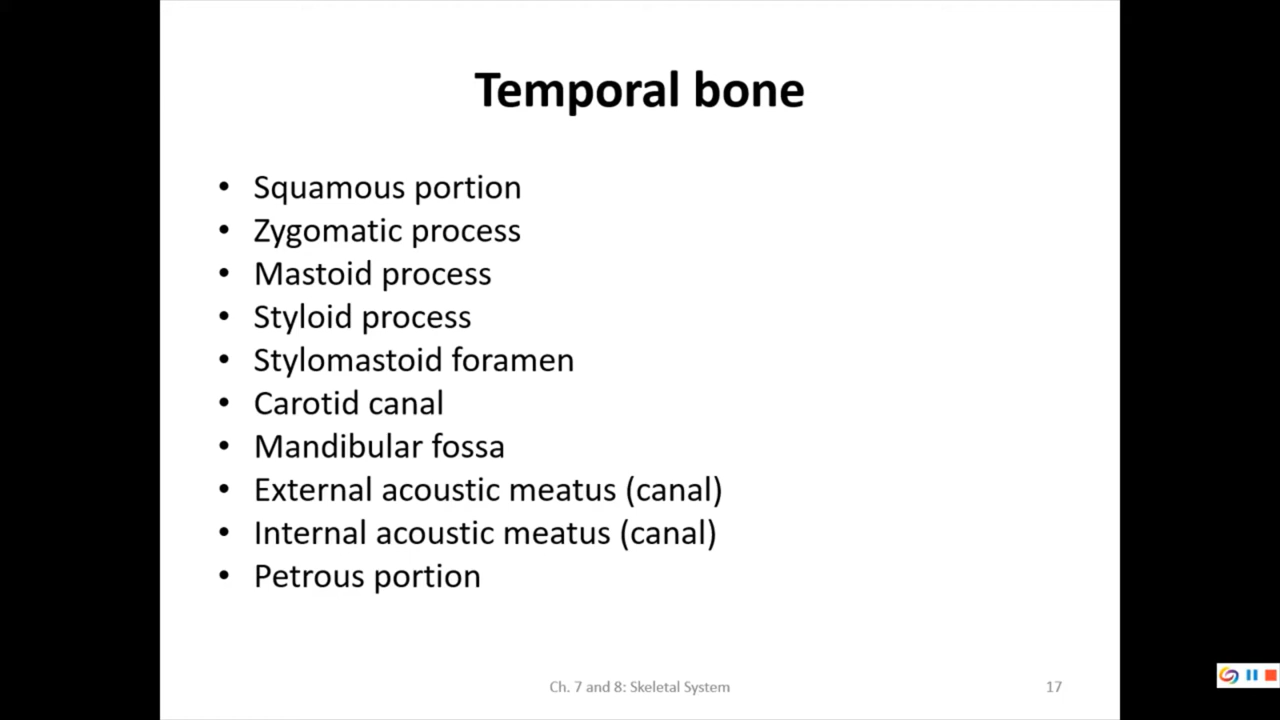 Temporal bone
• Squamous portion
• Zygomatic process
• Mastoid process
• Styloid process
• Stylomastoid foramen
• Carotid canal
• Mandibular fossa
• External acoustic meatus (canal)
• Internal acoustic meatus (canal)
• Petrous portion
Ch. 7 and 8: Skeletal System
17